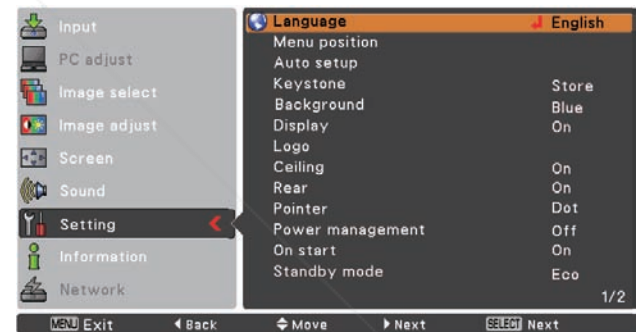 Input
PC adjust
Image select
Image adjust
Screen
Sound
Setting
Information
Network
Language English
Menu position
Auto setup
Keystone Store
Background Blue
Display On
Logo
Ceiling On
Rear On
Pointer Dot
Power management Off
On start On
Standby mode Eco
1/2
MENU Exit Back Move Next SELECT Next